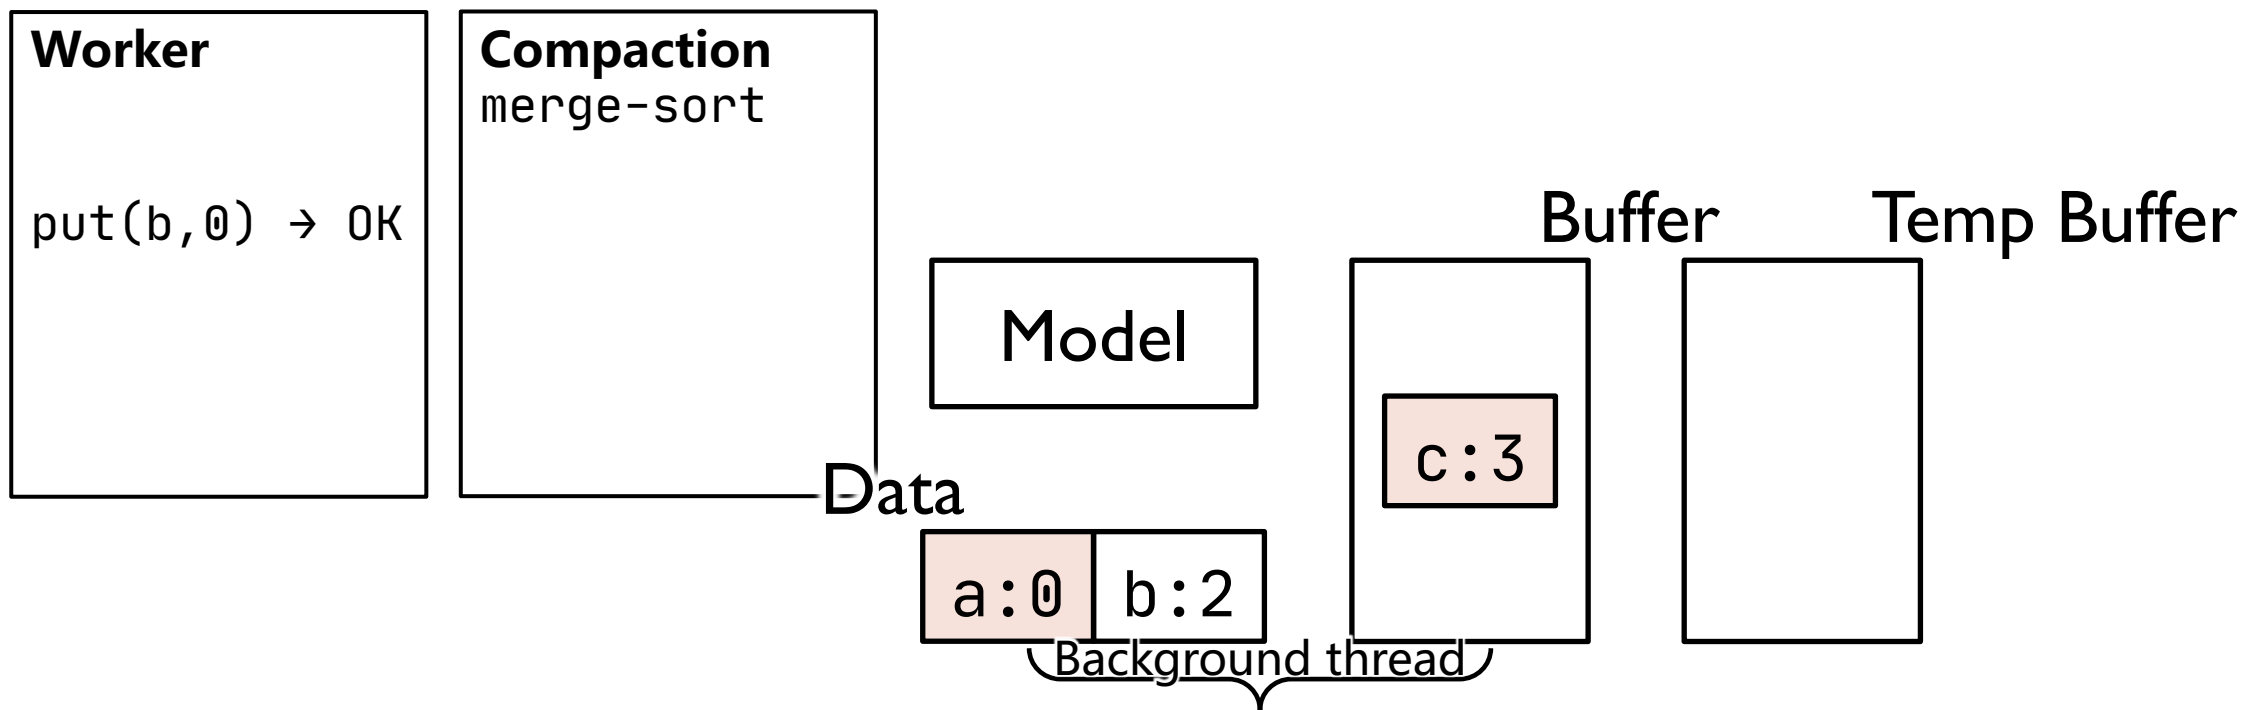 Worker
put(b,0) → OK
Compaction
merge-sort
Buffer
Temp Buffer
Model
c:3
Data
a:0 b:2
Background thread